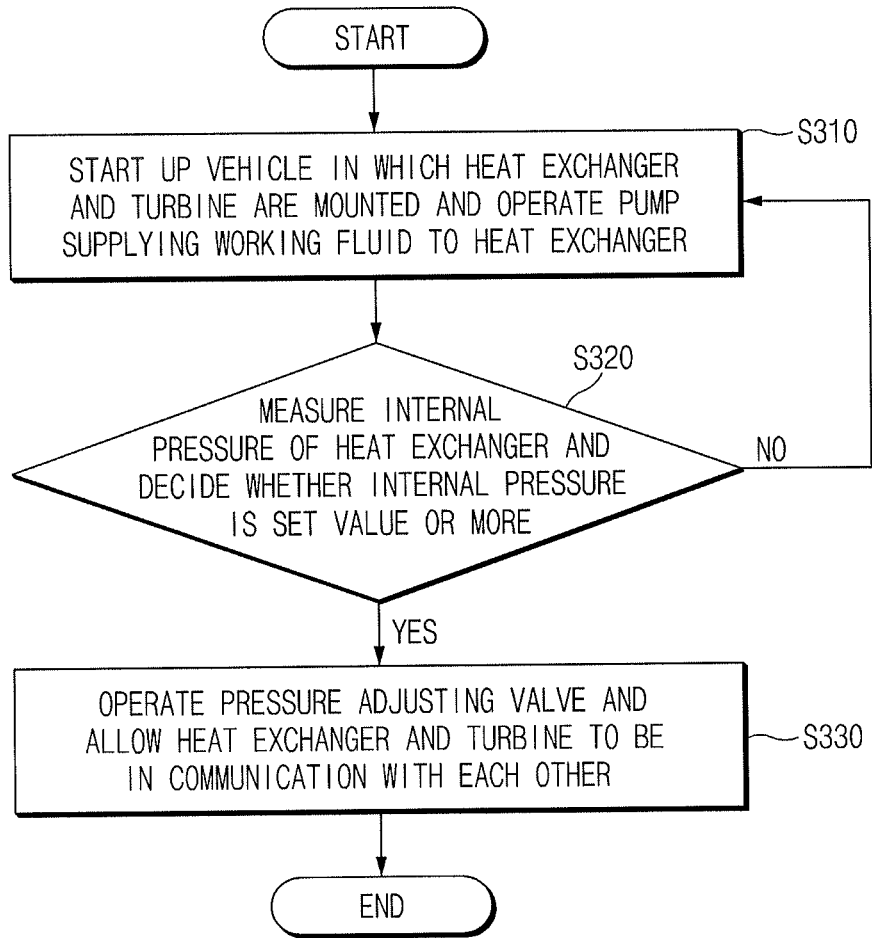 START
S310
START UP VEHICLE IN WHICH HEAT EXCHANGER
AND TURBINE ARE MOUNTED AND OPERATE PUMP
SUPPLYING WORKING FLUID TO HEAT EXCHANGER
S320
MEASURE INTERNAL
PRESSURE OF HEAT EXCHANGER AND
DECIDE WHETHER INTERNAL PRESSURE
IS SET VALUE OR MORE
NO
YES
OPERATE PRESSURE ADJUSTING VALVE AND
ALLOW HEAT EXCHANGER AND TURBINE TO BE
IN COMMUNICATION WITH EACH OTHER
S330
END